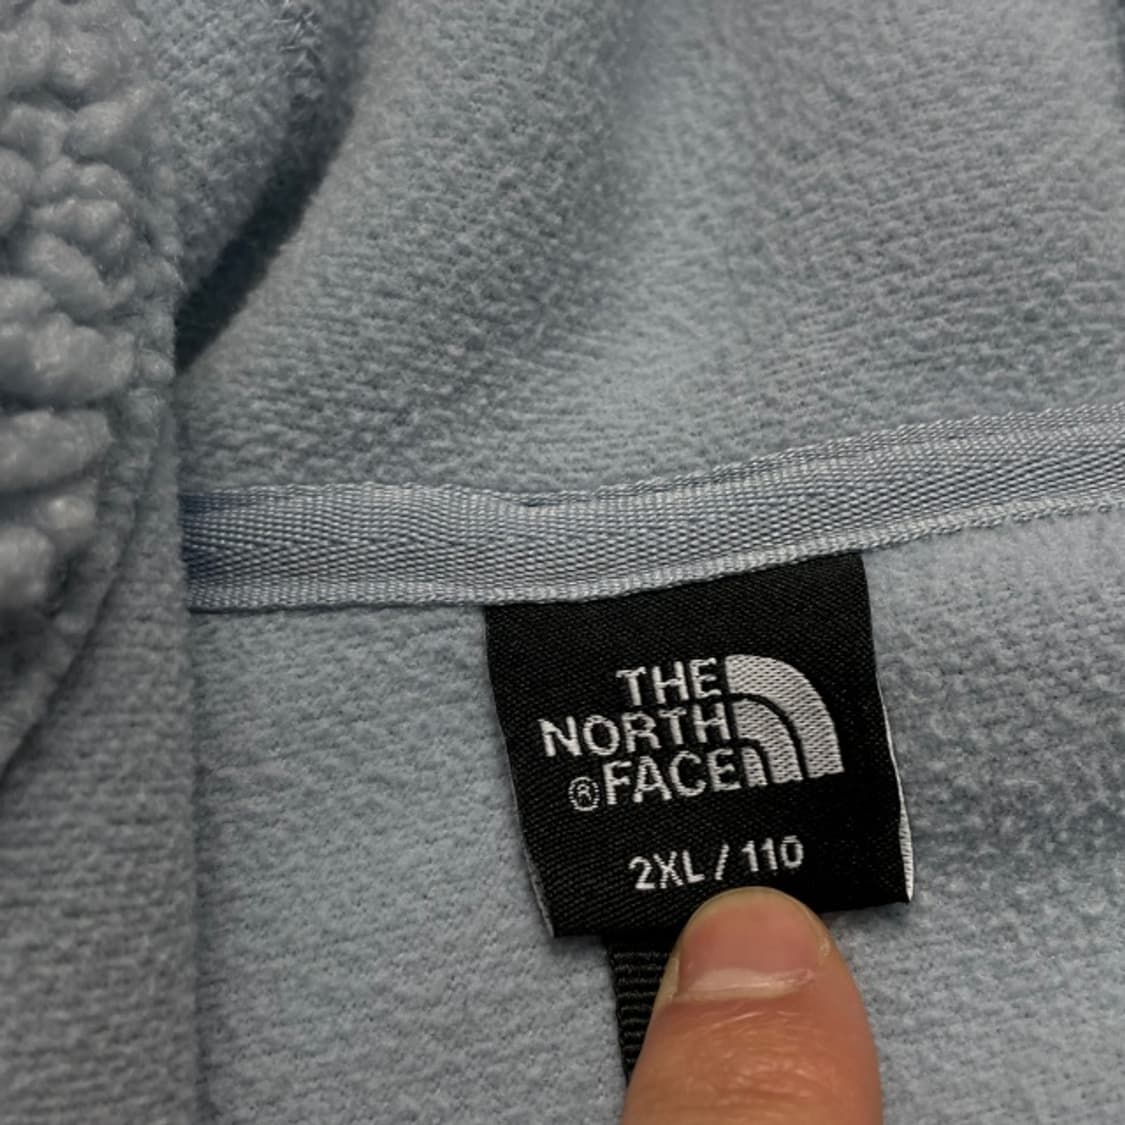 THE
NORTH
®FACE
2XL / 110